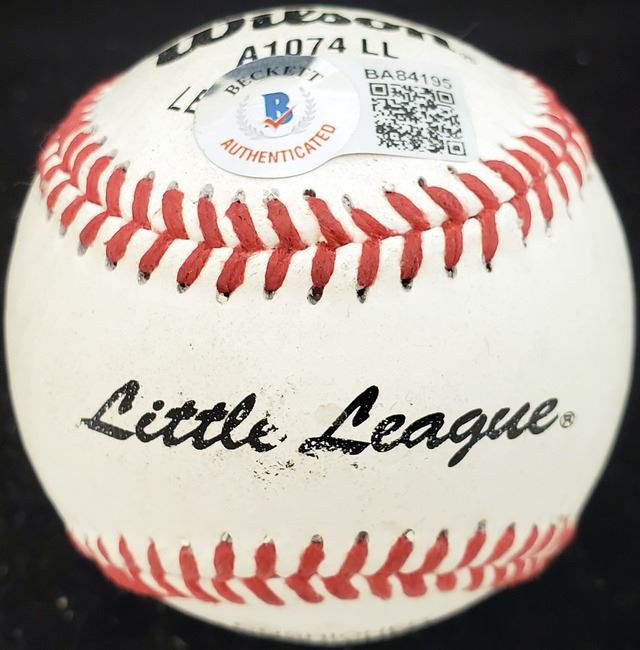 Wilson
A1074 LL
BECKETT
B
AUTHENTICATED
BA84195
Little League®